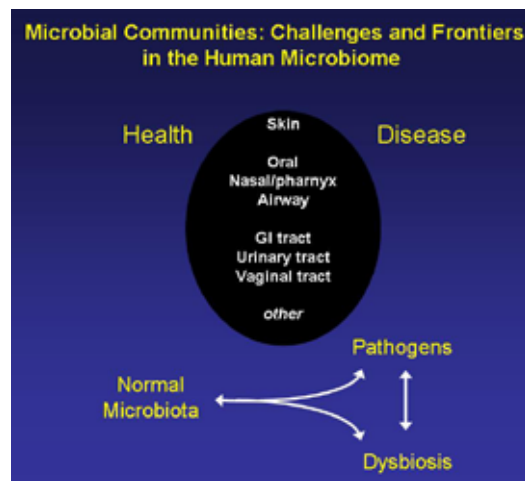 Microbial Communities: Challenges and Frontiers
in the Human Microbiome
Health
Disease
Skin
Oral
Nasal/pharnyx
Airway
GI tract
Urinary tract
Vaginal tract
other
Pathogens
Normal
Microbiota
Dysbiosis